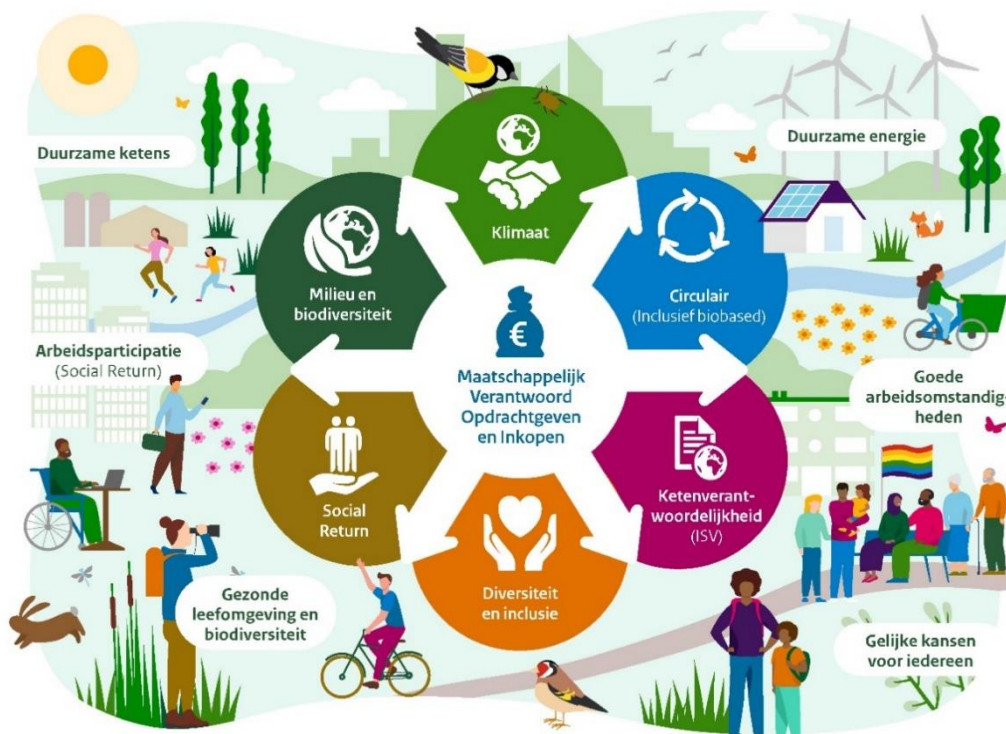 Duurzame ketens
Duurzame energie
Klimaat
Milieu en
biodiversiteit
Circulair
(Inclusief biobased)
€
Maatschappelijk
Verantwoord
Opdrachtgeven
en Inkopen
Arbeidsparticipatie
(Social Return)
Goede
arbeidsomstandig-
heden
Social
Return
Ketenverant-
woordelijkheid
(ISV)
Diversiteit
en inclusie
Gezonde
leefomgeving en
biodiversiteit
Gelijke kansen
voor iedereen